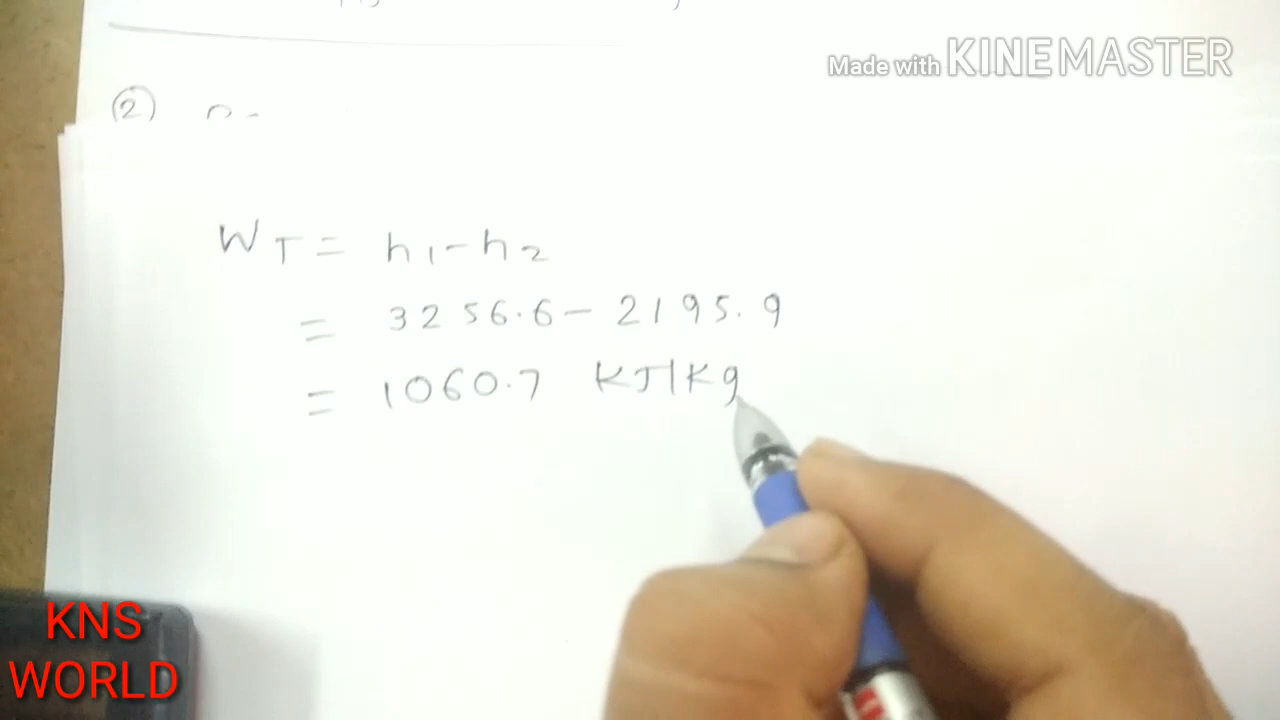 Made with KINEMASTER
②
WT = h1 - h2
= 3256.6 - 2195.9
= 1060.7 KJ/Kg
KNS
WORLD